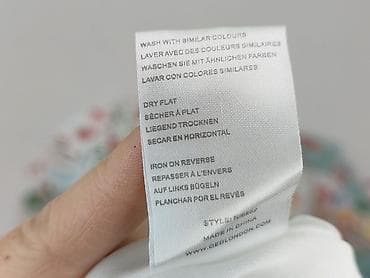 WASH WITH SIMILAR COLOURS
LAVER AVEC DES COULEURS SIMILAIRES
WASCHEN SIE MIT ÄHNLICHEN FARBEN
LAVAR CON COLORES SIMILARES
DRY FLAT
SÉCHER À PLAT
LIEGEND TROCKNEN
SECAR EN HORIZONTAL
IRON ON REVERSE
REPASSER À L'ENVERS
AUF LINKS BÜGELN
PLANCHAR POR EL REVÉS
STYLE:
MADE IN CHINA